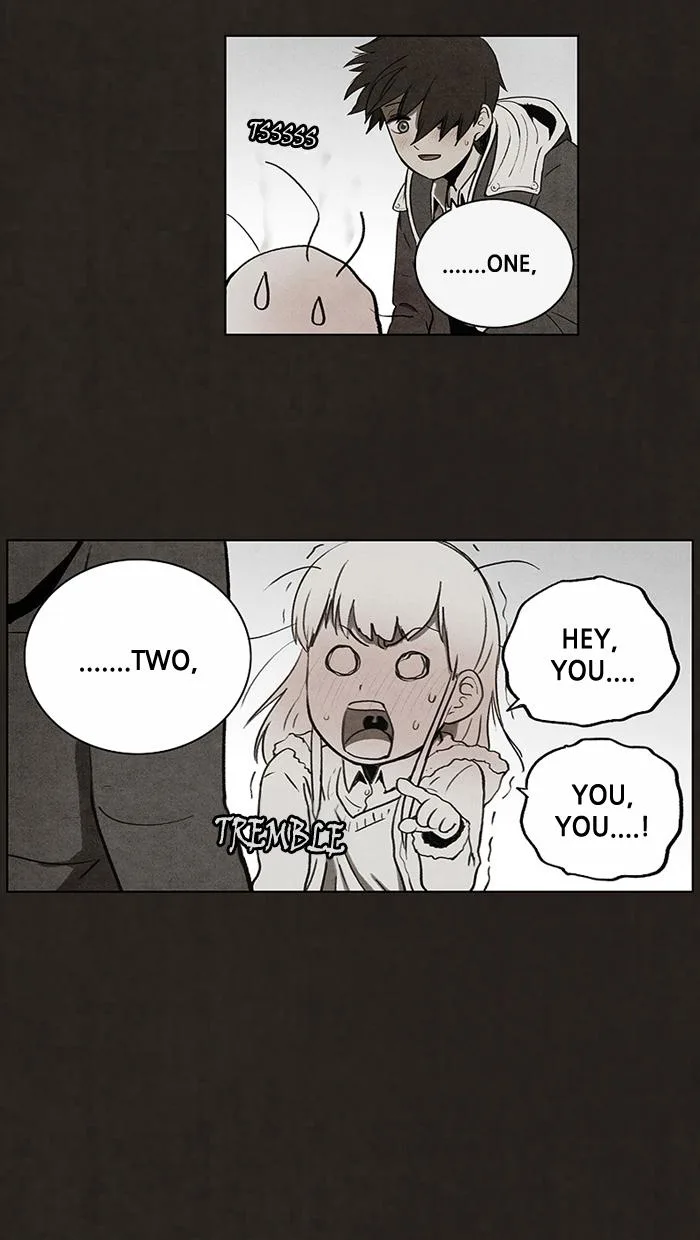 TSSSSS
.......ONE,
.......TWO,
HEY,
YOU....
YOU,
YOU....!
TREMBLE